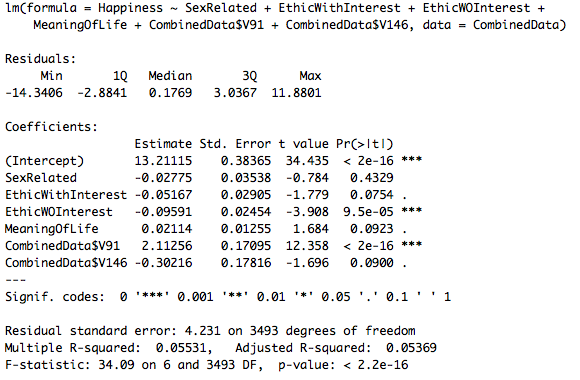 lm(formula = Happiness ~ SexRelated + EthicWithInterest + EthicWOInterest +
    MeaningOfLife + CombinedData$V91 + CombinedData$V146, data = CombinedData)

Residuals:
     Min       1Q   Median       3Q      Max
-14.3406  -2.8841   0.1769   3.0367  11.8801

Coefficients:
                  Estimate Std. Error t value Pr(>|t|)
(Intercept)       13.21115    0.38365  34.435  < 2e-16 ***
SexRelated        -0.02775    0.03538  -0.784   0.4329
EthicWithInterest -0.05167    0.02905  -1.779   0.0754 .
EthicWOInterest   -0.09591    0.02454  -3.908  9.5e-05 ***
MeaningOfLife      0.02114    0.01255   1.684   0.0923 .
CombinedData$V91   2.11256    0.17095  12.358  < 2e-16 ***
CombinedData$V146 -0.30216    0.17816  -1.696   0.0900 .
---
Signif. codes:  0 '***' 0.001 '**' 0.01 '*' 0.05 '.' 0.1 ' ' 1

Residual standard error: 4.231 on 3493 degrees of freedom
Multiple R-squared:  0.05531,   Adjusted R-squared:  0.05369
F-statistic: 34.09 on 6 and 3493 DF,  p-value: < 2.2e-16